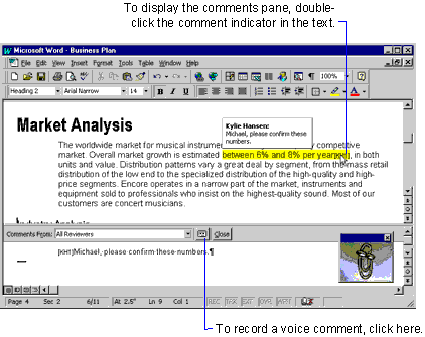 To display the comments pane, double-
click the comment indicator in the text.
Microsoft Word - Business Plan
File Edit View Insert Format Tools Table Window Help
100%
Heading 2 Arial Narrow 14 B I U
Market Analysis
Kylie Hansen:
Michael, please confirm these
numbers.
The worldwide market for musical instrum competitive
market. Overall market growth is estimated between 6% and 8% per year, in both
units and value. Distribution patterns vary a great deal by segment, from the mass retail
distribution of the low end to the specialized distribution of the high-quality and high-
price segments. Encore operates in a narrow part of the market, instruments and
equipment sold to professionals who insist on the highest-quality sound. Most of our
customers are concert musicians.
Industry Analysis
Comments From: All Reviewers Close
[KH1]Michael, please confirm these numbers.¶
Page 4 Sec 2 6/11 At 2.5" Ln 9 Col 1 REC TRK EXT OVR WPH
To record a voice comment, click here.